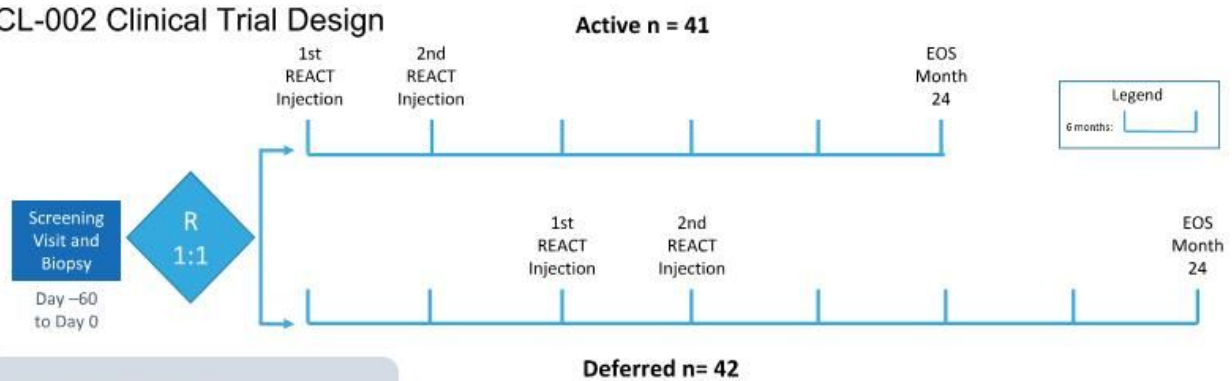 CL-002 Clinical Trial Design
Active n = 41
1st
REACT
Injection
2nd
REACT
Injection
EOS
Month
24
Legend
6 months:
Screening
Visit and
Biopsy
Day –60
to Day 0
R
1:1
1st
REACT
Injection
2nd
REACT
Injection
EOS
Month
24
Deferred n= 42